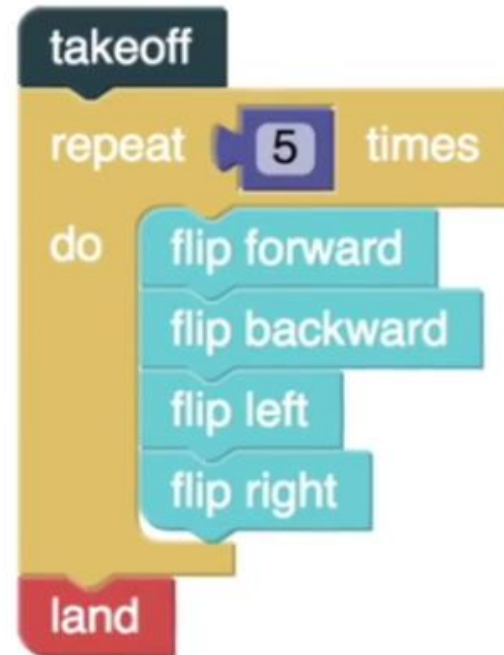 takeoff
repeat 5 times
do flip forward
flip backward
flip left
flip right
land